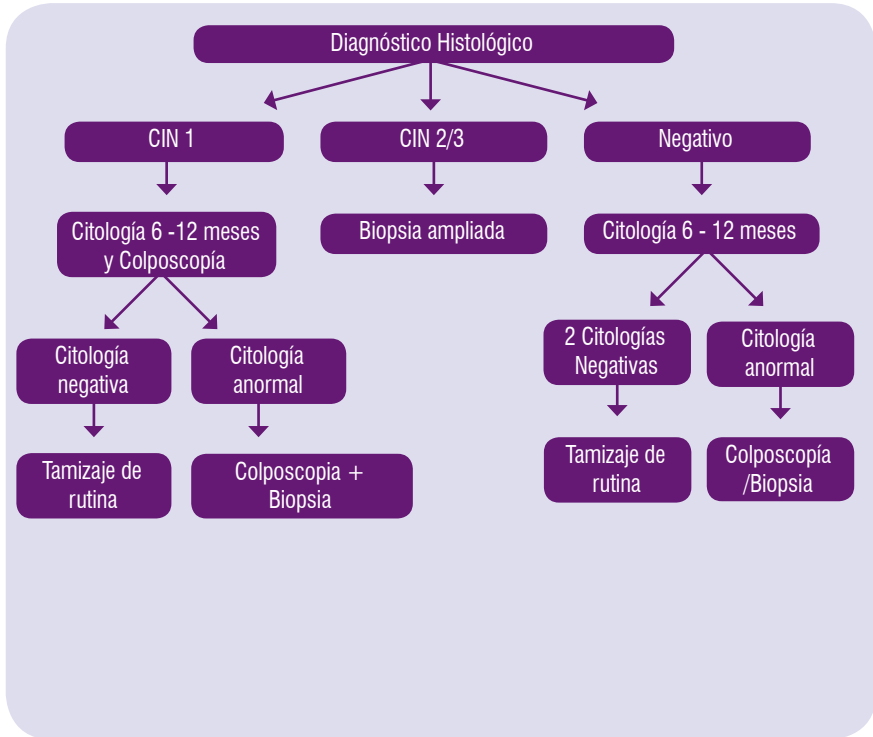 Diagnóstico Histológico
CIN 1
CIN 2/3
Negativo
Citología 6 -12 meses
y Colposcopía
Biopsia ampliada
Citología 6 - 12 meses
Citología
negativa
Citología
anormal
2 Citologías
Negativas
Citología
anormal
Tamizaje de
rutina
Colposcopia +
Biopsia
Tamizaje de
rutina
Colposcopía
/Biopsia